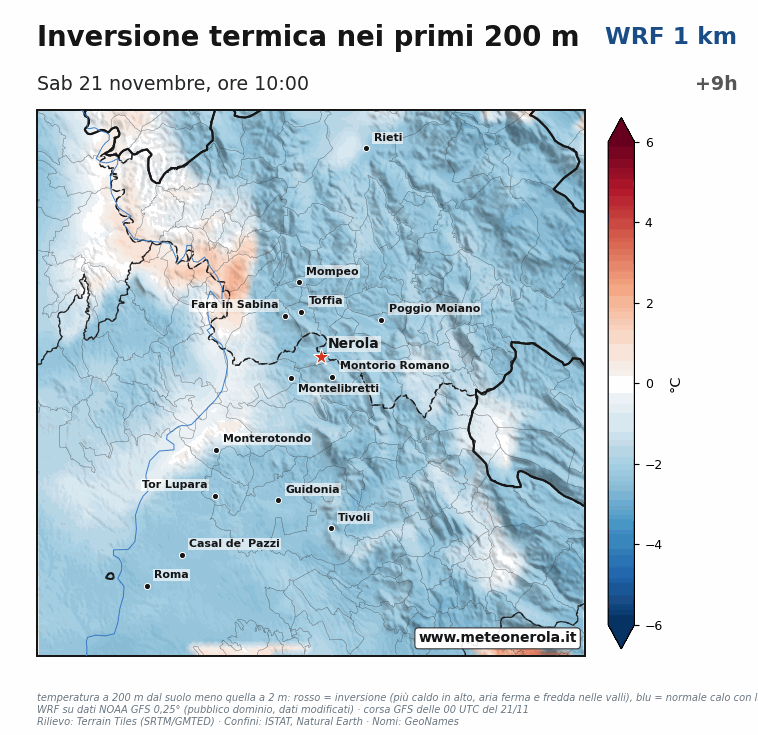 Inversione termica nei primi 200 m
WRF 1 km
Sab 21 novembre, ore 10:00
+9h
Rieti
Mompeo
Fara in Sabina
Toffia
Poggio Moiano
Nerola
Montorio Romano
Montelibretti
Monterotondo
Tor Lupara
Guidonia
Tivoli
Casal de' Pazzi
Roma
www.meteonerola.it
6
4
2
0
−2
−4
−6
°C
temperatura a 200 m dal suolo meno quella a 2 m: rosso = inversione (più caldo in alto, aria ferma e fredda nelle valli), blu = normale calo con l
WRF su dati NOAA GFS 0,25° (pubblico dominio, dati modificati) · corsa GFS delle 00 UTC del 21/11
Rilievo: Terrain Tiles (SRTM/GMTED) · Confini: ISTAT, Natural Earth · Nomi: GeoNames